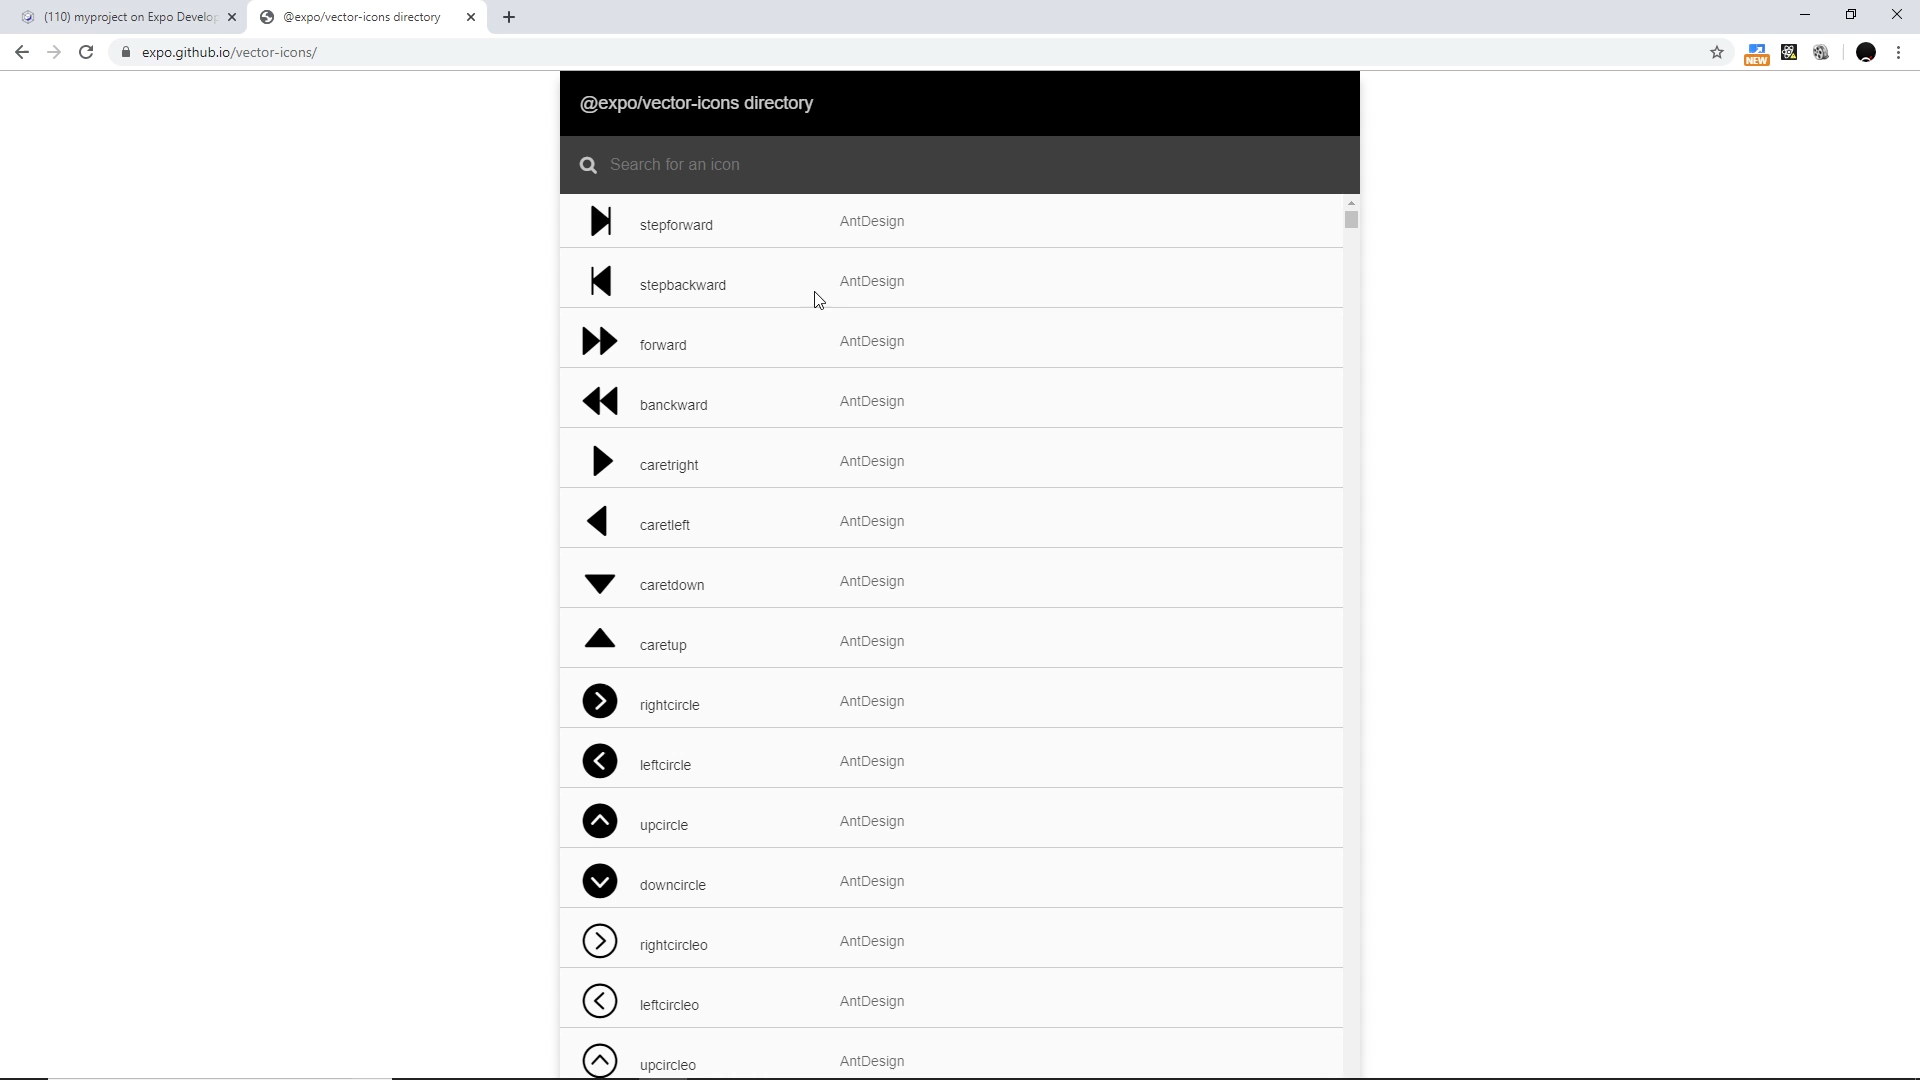 (110) myproject on Expo Develop
@expo/vector-icons directory
expo.github.io/vector-icons/
NEW
@expo/vector-icons directory
Search for an icon
stepforward AntDesign
stepbackward AntDesign
forward AntDesign
banckward AntDesign
caretright AntDesign
caretleft AntDesign
caretdown AntDesign
caretup AntDesign
rightcircle AntDesign
leftcircle AntDesign
upcircle AntDesign
downcircle AntDesign
rightcircleo AntDesign
leftcircleo AntDesign
upcircleo AntDesign